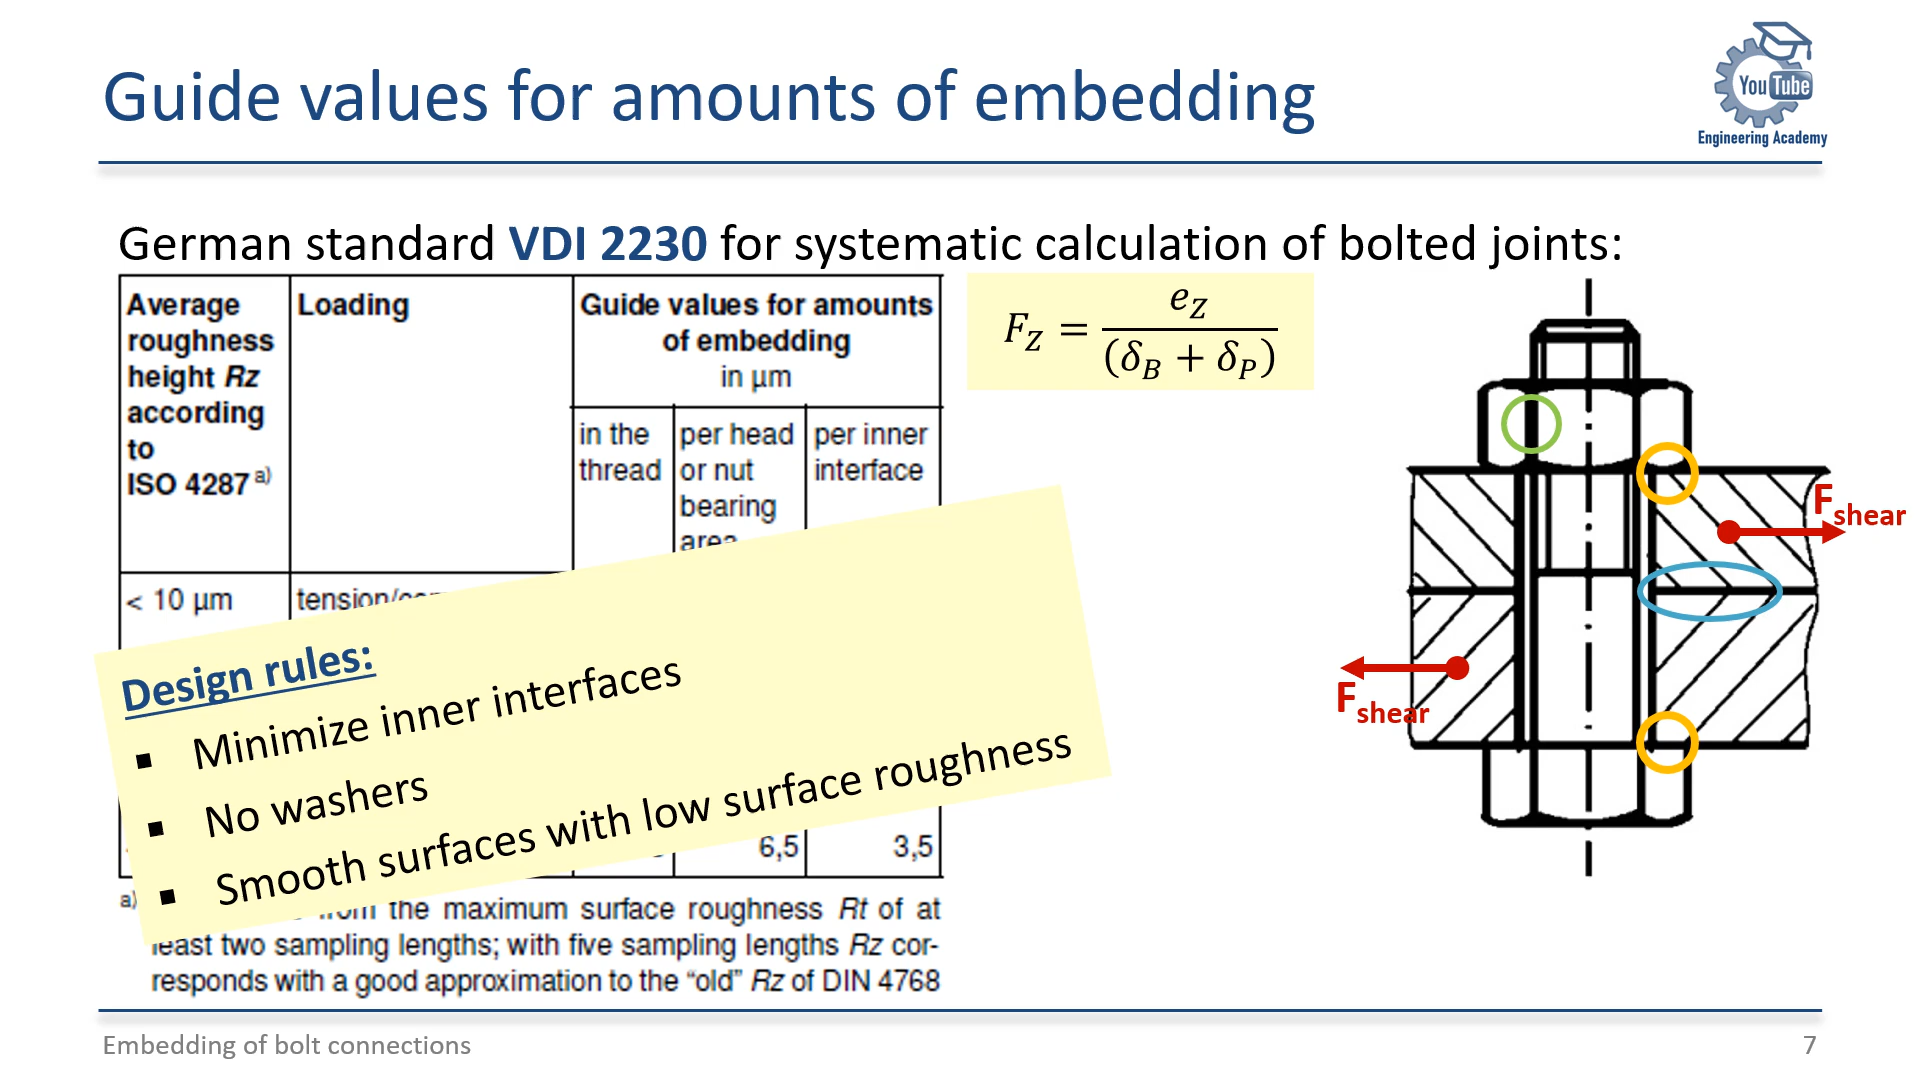 Guide values for amounts of embedding
You Tube
Engineering Academy
German standard VDI 2230 for systematic calculation of bolted joints:
Average roughness height Rz according to ISO 4287 a)
Loading
Guide values for amounts of embedding in µm
in the thread
per head or nut bearing area
per inner interface
< 10 µm
6,5
3,5
a)
from the maximum surface roughness Rt of at
least two sampling lengths; with five sampling lengths Rz cor-
responds with a good approximation to the “old” Rz of DIN 4768
Design rules:
▪ Minimize inner interfaces
▪ No washers
▪ Smooth surfaces with low surface roughness
F_Z = e_Z / (δ_B + δ_P)
F_shear
F_shear
Embedding of bolt connections
7